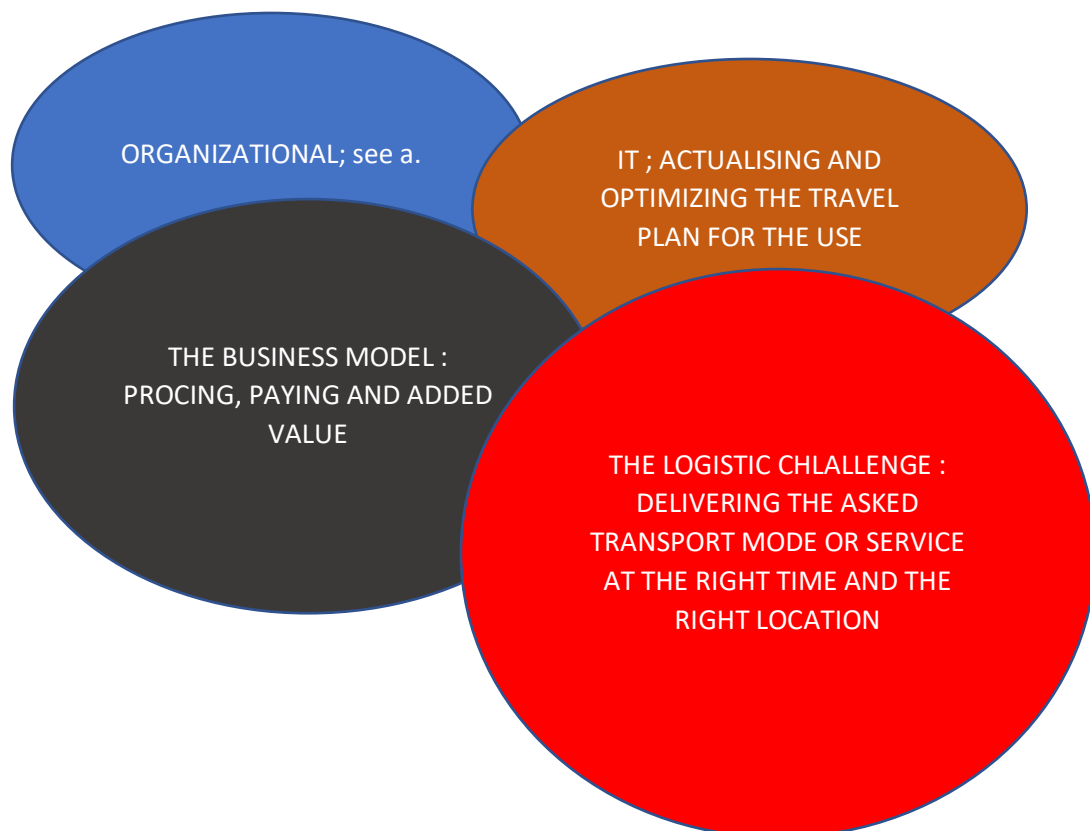 ORGANIZATIONAL; see a.
IT ; ACTUALISING AND
OPTIMIZING THE TRAVEL
PLAN FOR THE USE
THE BUSINESS MODEL :
PROCING, PAYING AND ADDED
VALUE
THE LOGISTIC CHLALLENGE :
DELIVERING THE ASKED
TRANSPORT MODE OR SERVICE
AT THE RIGHT TIME AND THE
RIGHT LOCATION